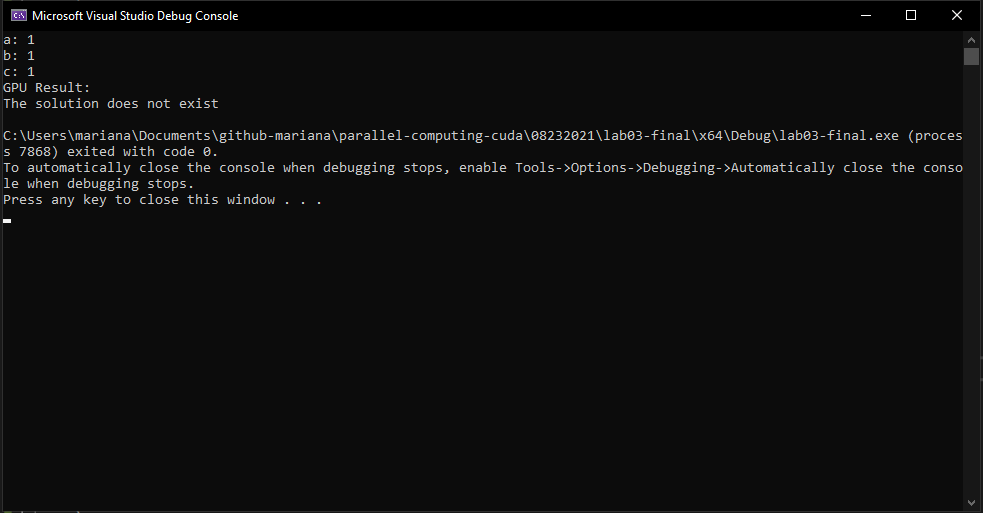 Microsoft Visual Studio Debug Console
a: 1
b: 1
c: 1
GPU Result:
The solution does not exist
C:\Users\mariana\Documents\github-mariana\parallel-computing-cuda\08232021\lab03-final\x64\Debug\lab03-final.exe (proces
s 7868) exited with code 0.
To automatically close the console when debugging stops, enable Tools->Options->Debugging->Automatically close the conso
le when debugging stops.
Press any key to close this window . . .